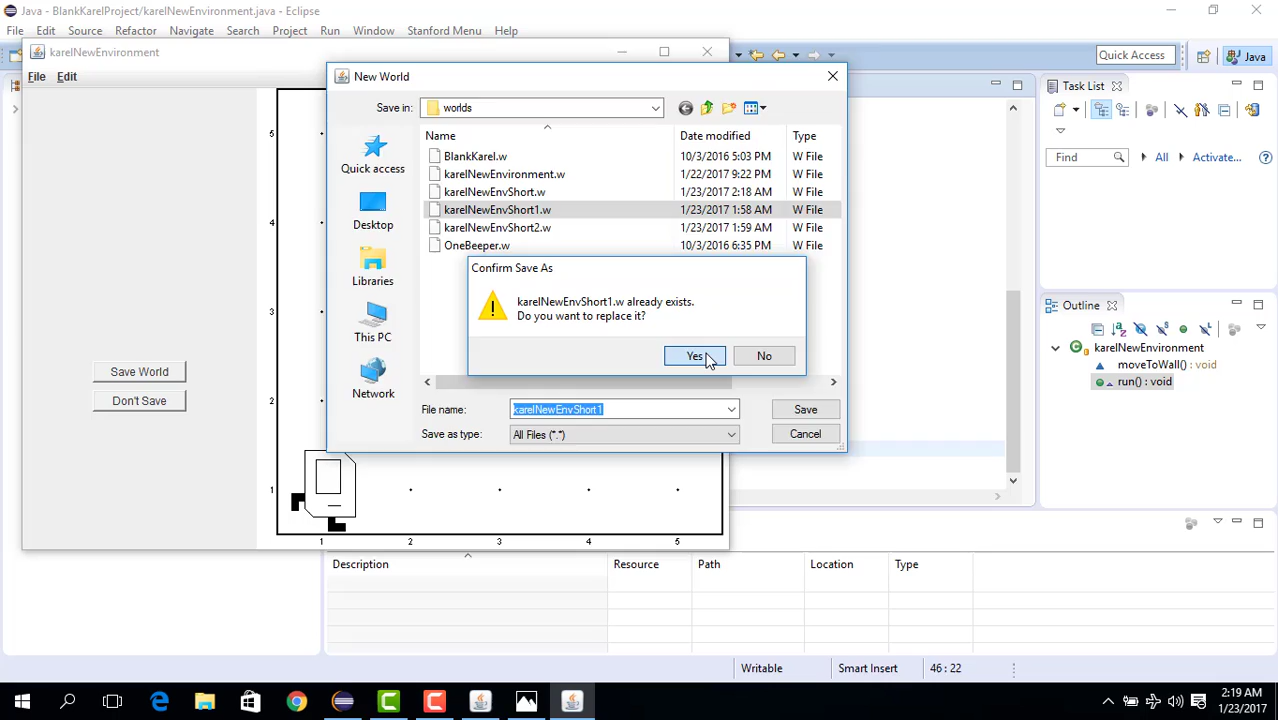 Java - BlankKarelProject/karelNewEnvironment.java - Eclipse
File Edit Source Refactor Navigate Search Project Run Window Stanford Menu Help
karelNewEnvironment
File Edit
Quick Access
Java
New World
Save in: worlds
Name Date modified Type
BlankKarel.w 10/3/2016 5:03 PM W File
karelNewEnvironment.w 1/22/2017 9:22 PM W File
karelNewEnvShort.w 1/23/2017 2:18 AM W File
karelNewEnvShort1.w 1/23/2017 1:58 AM W File
karelNewEnvShort2.w 1/23/2017 1:59 AM W File
OneBeeper.w 10/3/2016 6:35 PM W File
Quick access
Desktop
Libraries
This PC
Network
Confirm Save As
karelNewEnvShort1.w already exists.
Do you want to replace it?
Yes No
File name: karelNewEnvShort1 Save
Save as type: All Files (*.*) Cancel
Save World
Don't Save
5
4
3
2
1
1 2 3 4 5
Task List
Find All Activate...
Outline
karelNewEnvironment
moveToWall() : void
run() : void
Description Resource Path Location Type
Writable Smart Insert 46 : 22
2:19 AM
1/23/2017